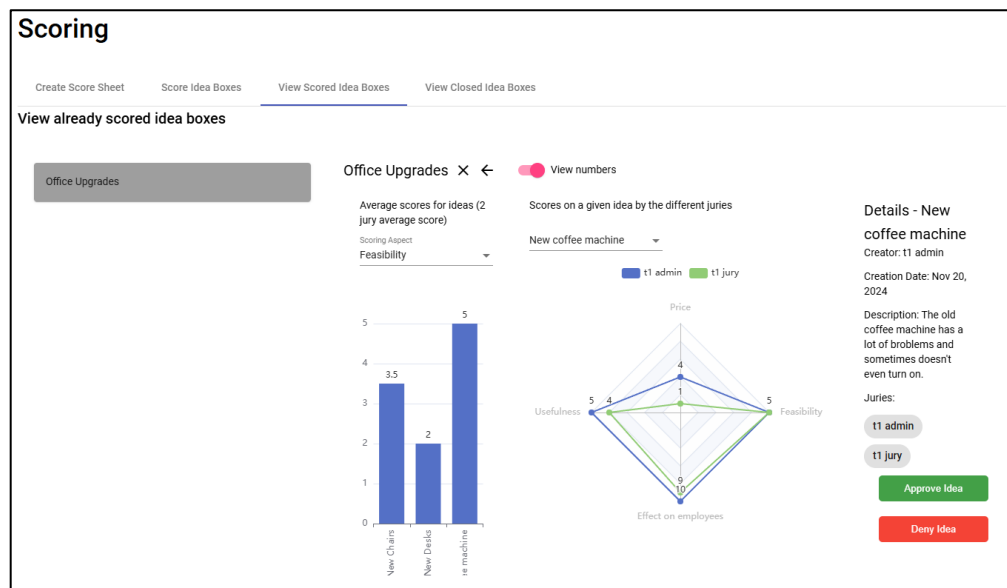 Scoring
Create Score Sheet
Score Idea Boxes
View Scored Idea Boxes
View Closed Idea Boxes
View already scored idea boxes
Office Upgrades
Office Upgrades
View numbers
Average scores for ideas (2
jury average score)
Scoring Aspect
Feasibility
5
4
3
2
1
0
3.5
2
5
New Chairs
New Desks
ee machine
Scores on a given idea by the different juries
New coffee machine
t1 admin
t1 jury
Price
4
1
Usefulness
5
4
5
Feasibility
9
10
Effect on employees
Details - New
coffee machine
Creator: t1 admin
Creation Date: Nov 20,
2024
Description: The old
coffee machine has a
lot of broblems and
sometimes doesn't
even turn on.
Juries:
t1 admin
t1 jury
Approve Idea
Deny Idea